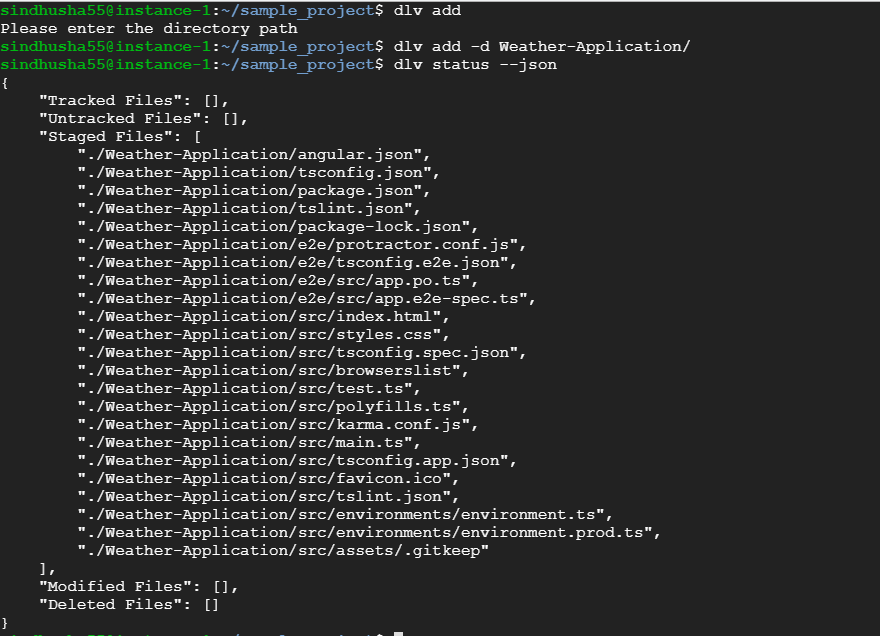 sindhusha55@instance-1:~/sample_project$ dlv add
Please enter the directory path
sindhusha55@instance-1:~/sample_project$ dlv add -d Weather-Application/
sindhusha55@instance-1:~/sample_project$ dlv status --json
{
    "Tracked Files": [],
    "Untracked Files": [],
    "Staged Files": [
        "./Weather-Application/angular.json",
        "./Weather-Application/tsconfig.json",
        "./Weather-Application/package.json",
        "./Weather-Application/tslint.json",
        "./Weather-Application/package-lock.json",
        "./Weather-Application/e2e/protractor.conf.js",
        "./Weather-Application/e2e/tsconfig.e2e.json",
        "./Weather-Application/e2e/src/app.po.ts",
        "./Weather-Application/e2e/src/app.e2e-spec.ts",
        "./Weather-Application/src/index.html",
        "./Weather-Application/src/styles.css",
        "./Weather-Application/src/tsconfig.spec.json",
        "./Weather-Application/src/browserslist",
        "./Weather-Application/src/test.ts",
        "./Weather-Application/src/polyfills.ts",
        "./Weather-Application/src/karma.conf.js",
        "./Weather-Application/src/main.ts",
        "./Weather-Application/src/tsconfig.app.json",
        "./Weather-Application/src/favicon.ico",
        "./Weather-Application/src/tslint.json",
        "./Weather-Application/src/environments/environment.ts",
        "./Weather-Application/src/environments/environment.prod.ts",
        "./Weather-Application/src/assets/.gitkeep"
    ],
    "Modified Files": [],
    "Deleted Files": []
}